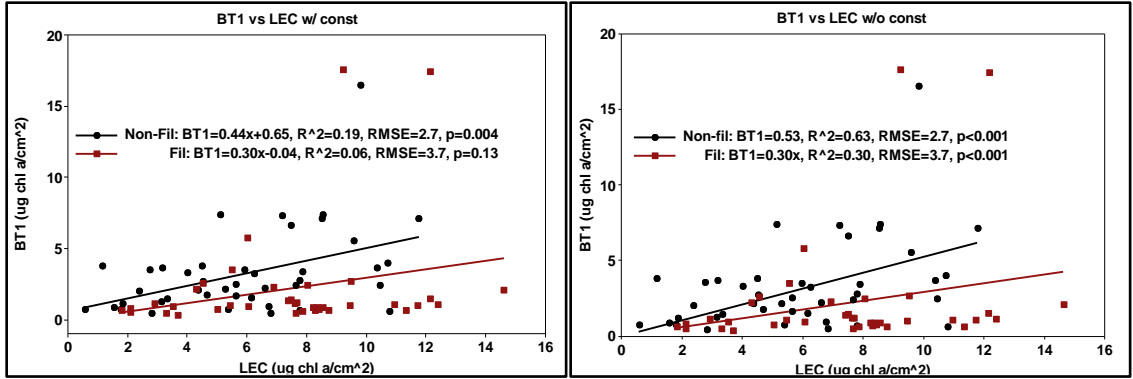 BT1 vs LEC w/ const
20
15
10
5
0
BT1 (ug chl a/cm^2)
Non-Fil: BT1=0.44x+0.65, R^2=0.19, RMSE=2.7, p=0.004
Fil: BT1=0.30x-0.04, R^2=0.06, RMSE=3.7, p=0.13
0 2 4 6 8 10 12 14 16
LEC (ug chl a/cm^2)
BT1 vs LEC w/o const
20
15
10
5
0
BT1 (ug chl a/cm^2)
Non-fil: BT1=0.53, R^2=0.63, RMSE=2.7, p<0.001
Fil: BT1=0.30x, R^2=0.30, RMSE=3.7, p<0.001
0 2 4 6 8 10 12 14 16
LEC (ug chl a/cm^2)